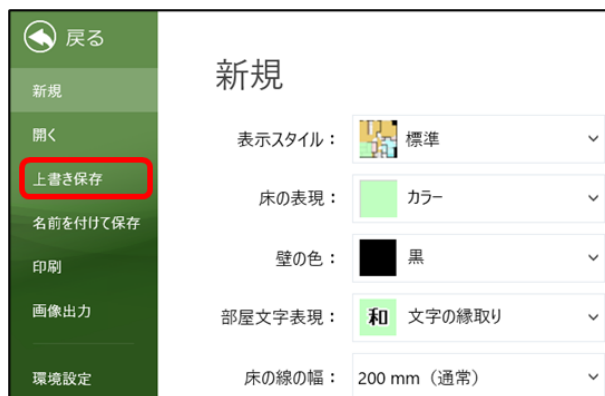 戻る
新規
開く
上書き保存
名前を付けて保存
印刷
画像出力
環境設定
新規
表示スタイル： 標準
床の表現： カラー
壁の色： 黒
部屋文字表現： 和 文字の縁取り
床の線の幅： 200 mm（通常）